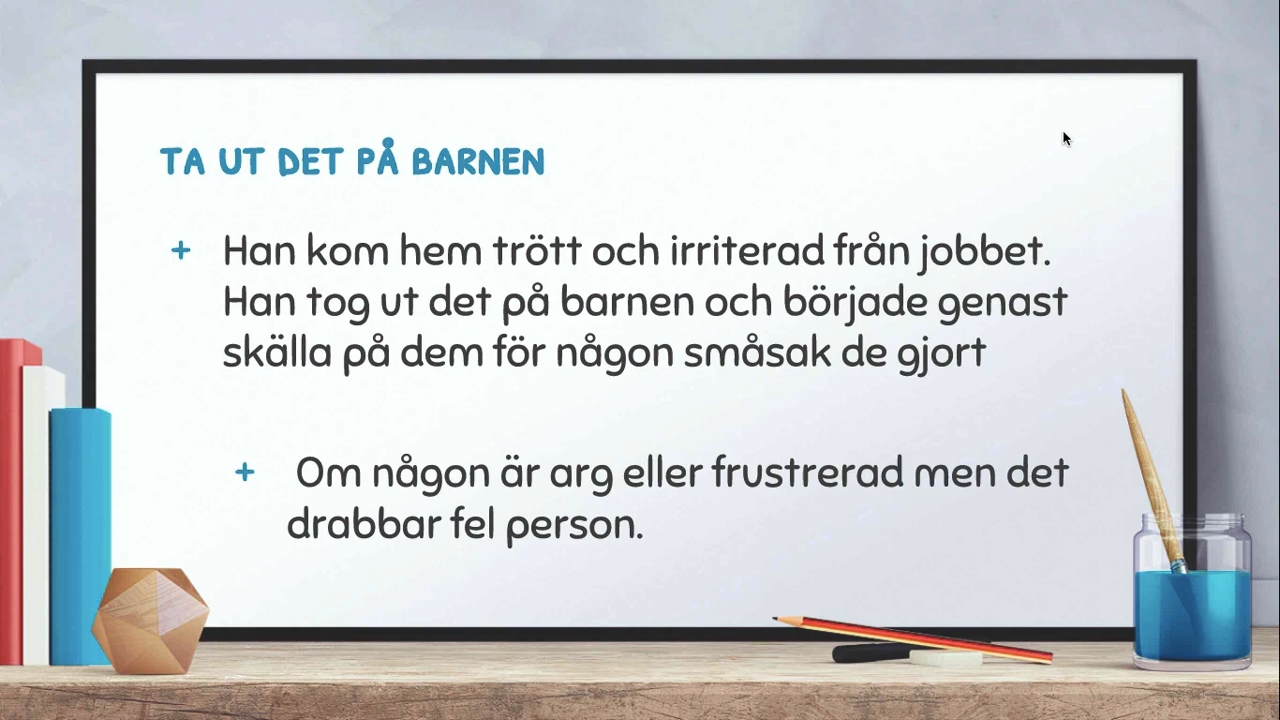 TA UT DET PÅ BARNEN
+ Han kom hem trött och irriterad från jobbet.
Han tog ut det på barnen och började genast
skälla på dem för någon småsak de gjort
+ Om någon är arg eller frustrerad men det
drabbar fel person.